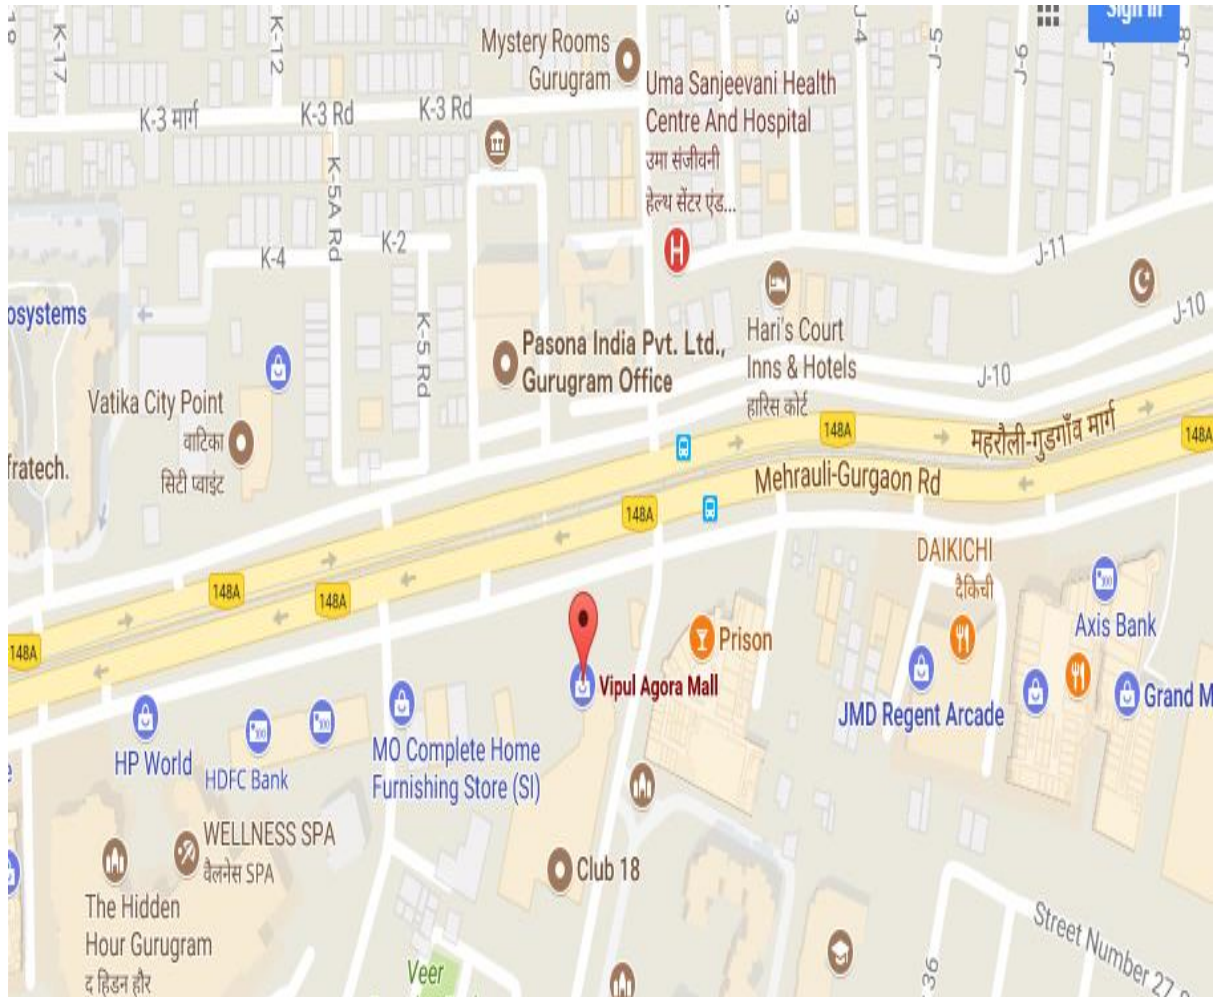 Sign in
K-17
K-12
J-4
J-5
Mystery Rooms
Gurugram
Uma Sanjeevani Health
Centre And Hospital
उमा संजीवनी
हेल्थ सेंटर एंड...
K-3 मार्ग
K-3 Rd
K-3 Rd
K-5A Rd
K-2
K-4
J-11
J-10
osystems
K-5 Rd
Pasona India Pvt. Ltd.,
Gurugram Office
Hari's Court
Inns & Hotels
हारिस कोर्ट
J-10
Vatika City Point
वाटिका
सिटी प्वाइंट
fratech.
148A
महरौली-गुडगाँव मार्ग
148A
Mehrauli-Gurgaon Rd
148A
148A
148A
148A
DAIKICHI
दैकिची
Axis Bank
Prison
Vipul Agora Mall
JMD Regent Arcade
Grand M
HP World
HDFC Bank
MO Complete Home
Furnishing Store (SI)
WELLNESS SPA
वैलनेस SPA
Club 18
The Hidden
Hour Gurugram
द हिडन हौर
Veer
Street Number 27